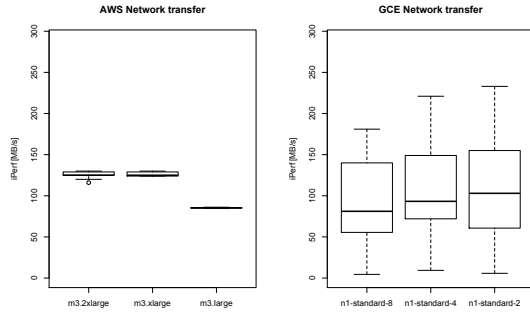 AWS Network transfer
iPerf [MB/s]
300
250
200
150
100
50
0
m3.2xlarge m3.xlarge m3.large
GCE Network transfer
iPerf [MB/s]
300
250
200
150
100
50
0
n1-standard-8 n1-standard-4 n1-standard-2